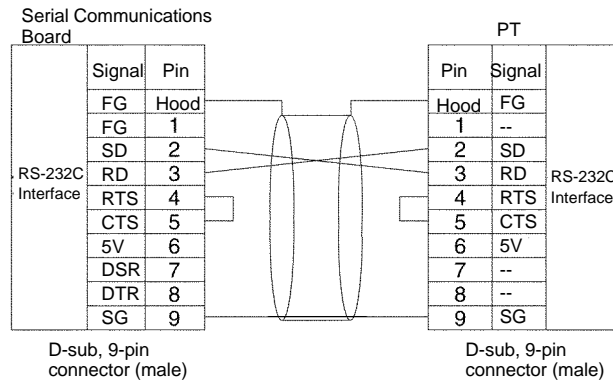 Serial Communications
Board
PT
Signal Pin
Pin Signal
FG Hood
Hood FG
FG 1
1 --
SD 2
2 SD
RS-232C
Interface
RD 3
3 RD
RS-232C
Interface
RTS 4
4 RTS
CTS 5
5 CTS
5V 6
6 5V
DSR 7
7 --
DTR 8
8 --
SG 9
9 SG
D-sub, 9-pin
connector (male)
D-sub, 9-pin
connector (male)